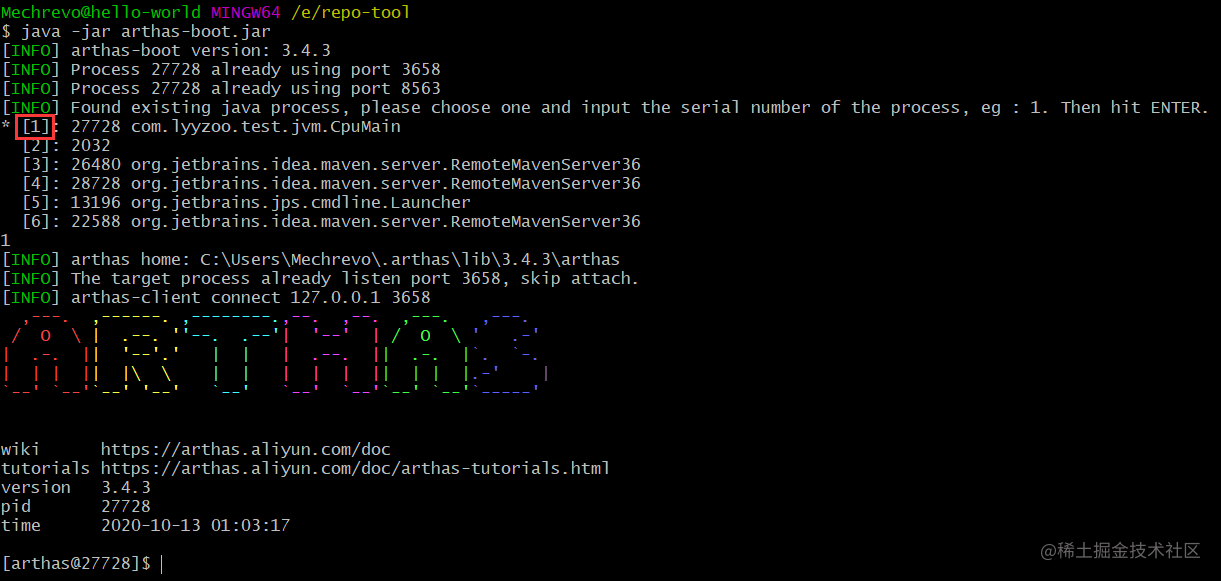 Mechrevo@hello-world MINGW64 /e/repo-tool
$ java -jar arthas-boot.jar
[INFO] arthas-boot version: 3.4.3
[INFO] Process 27728 already using port 3658
[INFO] Process 27728 already using port 8563
[INFO] Found existing java process, please choose one and input the serial number of the process, eg : 1. Then hit ENTER.
* [1]: 27728 com.lyyzoo.test.jvm.CpuMain
[2]: 2032
[3]: 26480 org.jetbrains.idea.maven.server.RemoteMavenServer36
[4]: 28728 org.jetbrains.idea.maven.server.RemoteMavenServer36
[5]: 13196 org.jetbrains.jps.cmdline.Launcher
[6]: 22588 org.jetbrains.idea.maven.server.RemoteMavenServer36
1
[INFO] arthas home: C:\Users\Mechrevo\.arthas\lib\3.4.3\arthas
[INFO] The target process already listen port 3658, skip attach.
[INFO] arthas-client connect 127.0.0.1 3658
ARTHAS
wiki https://arthas.aliyun.com/doc
tutorials https://arthas.aliyun.com/doc/arthas-tutorials.html
version 3.4.3
pid 27728
time 2020-10-13 01:03:17
[arthas@27728]$
@稀土掘金技术社区